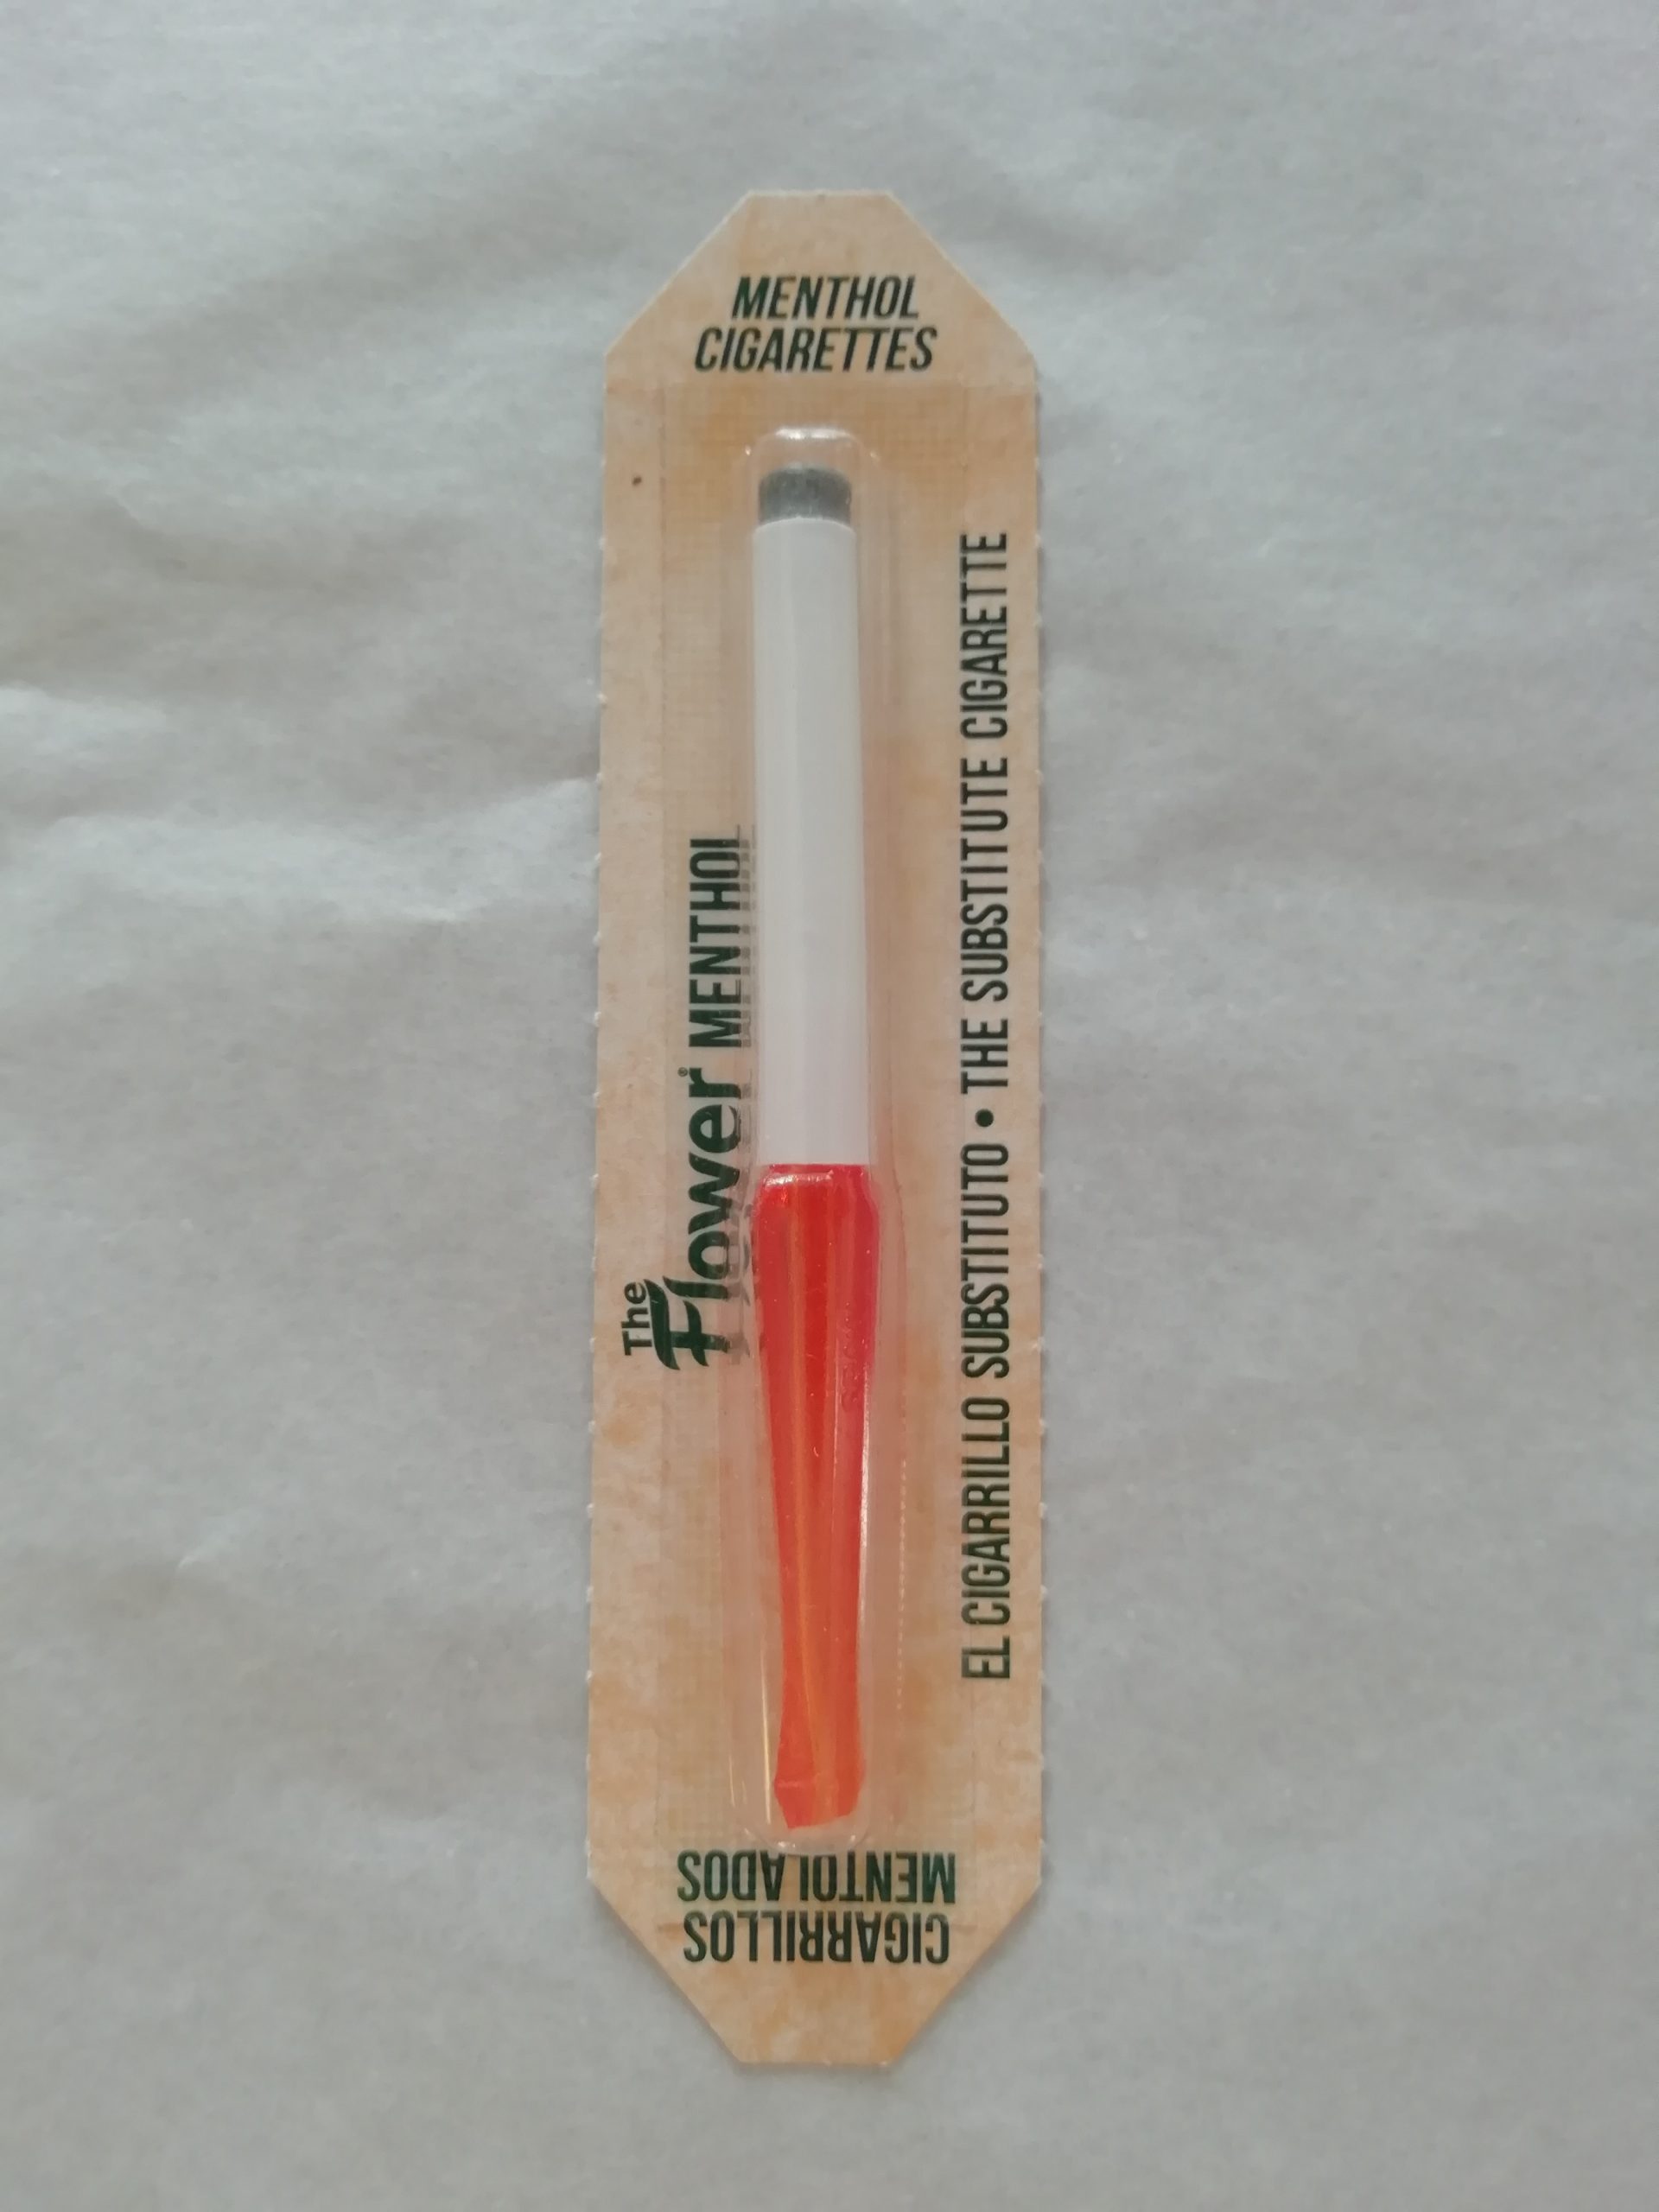 MENTHOL
CIGARETTES
The
Flower® MENTHOL
EL CIGARRILLO SUBSTITUTO • THE SUBSTITUTE CIGARETTE
CIGARRILLOS
MENTOLADOS